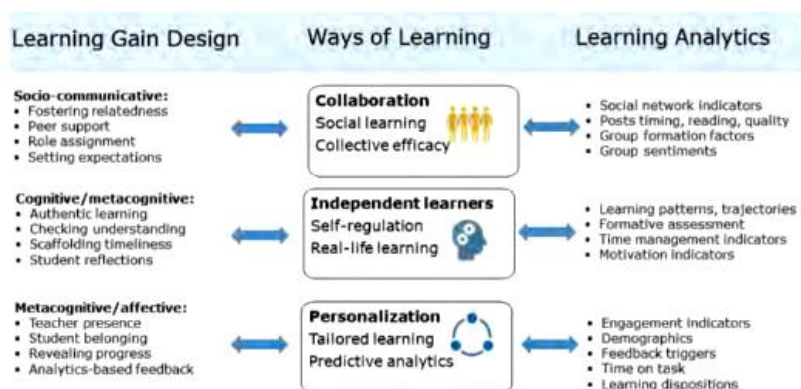 Learning Gain Design
Ways of Learning
Learning Analytics
Socio-communicative:
• Fostering relatedness
• Peer support
• Role assignment
• Setting expectations
Collaboration
Social learning
Collective efficacy
• Social network indicators
• Posts timing, reading, quality
• Group formation factors
• Group sentiments
Cognitive/metacognitive:
• Authentic learning
• Checking understanding
• Scaffolding timeliness
• Student reflections
Independent learners
Self-regulation
Real-life learning
• Learning patterns, trajectories
• Formative assessment
• Time management indicators
• Motivation indicators
Metacognitive/affective:
• Teacher presence
• Student belonging
• Revealing progress
• Analytics-based feedback
Personalization
Tailored learning
Predictive analytics
• Engagement indicators
• Demographics
• Feedback triggers
• Time on task
• Learning dispositions